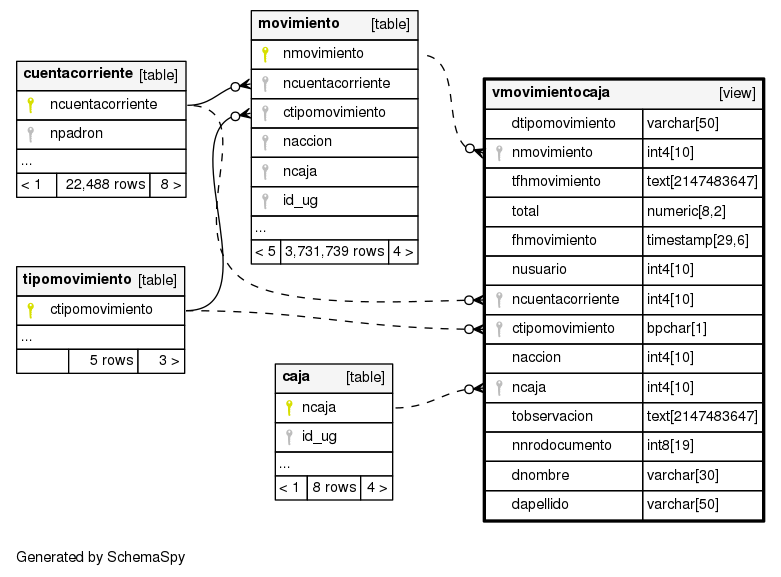 movimiento [table]
nmovimiento
ncuentacorriente
ctipomovimiento
naccion
ncaja
id_ug
...
< 5 3,731,739 rows 4 >
cuentacorriente [table]
ncuentacorriente
npadron
...
< 1 22,488 rows 8 >
vmovimientocaja [view]
dtipomovimiento varchar[50]
nmovimiento int4[10]
tfhmovimiento text[2147483647]
total numeric[8,2]
fhmovimiento timestamp[29,6]
nusuario int4[10]
ncuentacorriente int4[10]
ctipomovimiento bpchar[1]
naccion int4[10]
ncaja int4[10]
tobservacion text[2147483647]
nnrodocumento int8[19]
dnombre varchar[30]
dapellido varchar[50]
tipomovimiento [table]
ctipomovimiento
...
5 rows 3 >
caja [table]
ncaja
id_ug
...
< 1 8 rows 4 >
Generated by SchemaSpy